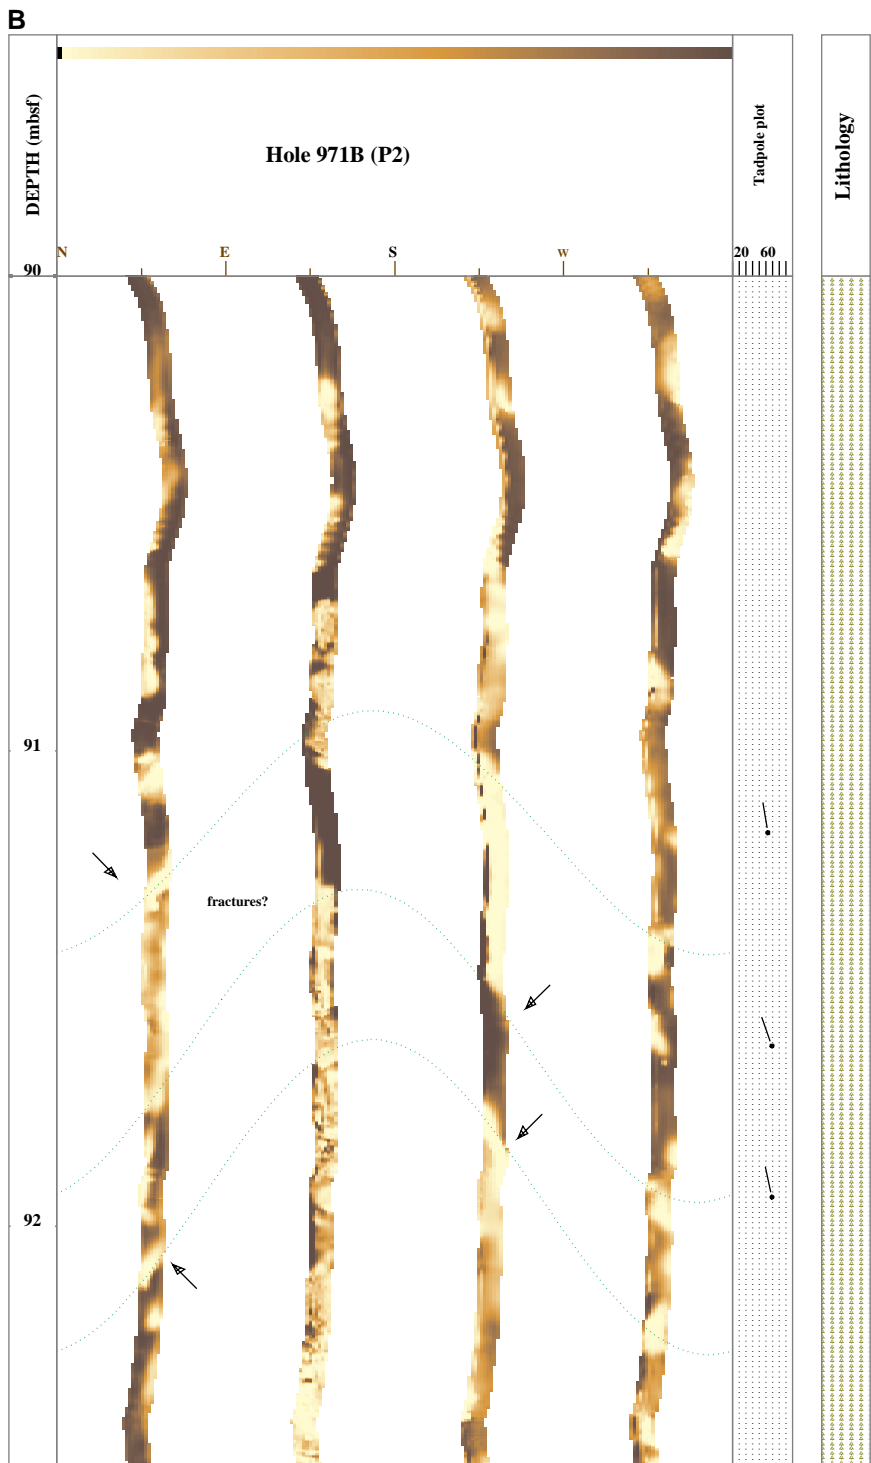 B
DEPTH (mbsf)
Hole 971B (P2)
Tadpole plot
Lithology
N E S W 20 60
90
91
fractures?
92